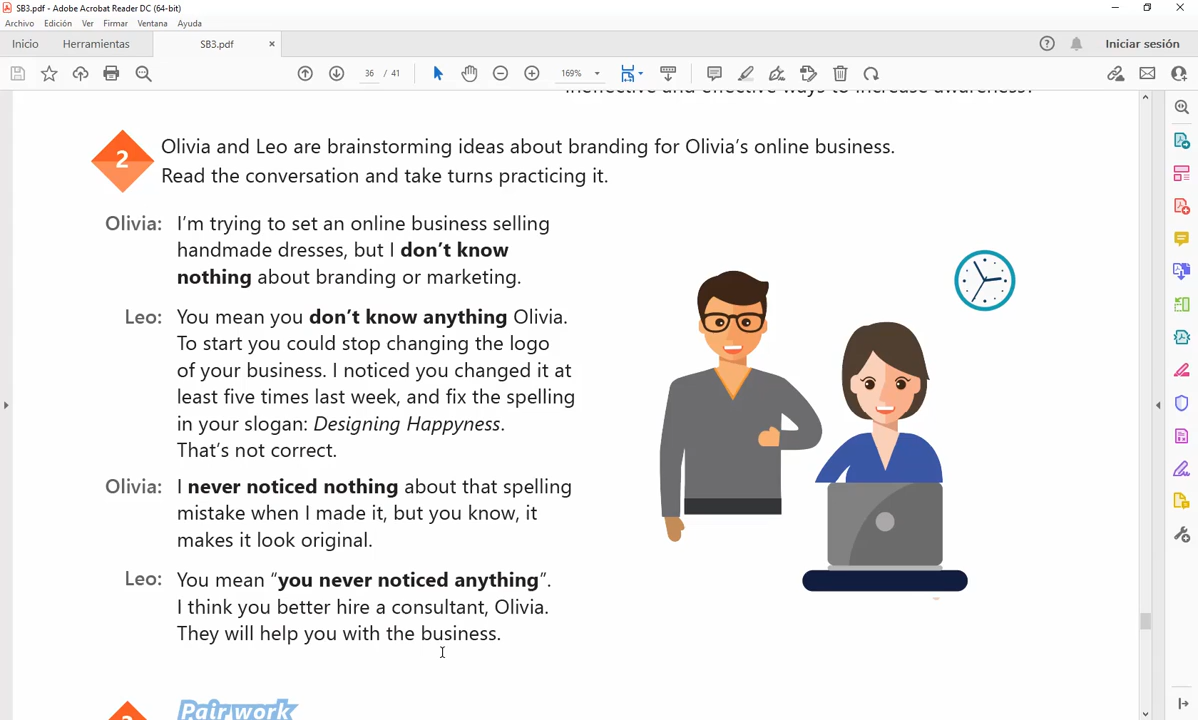 SB3.pdf - Adobe Acrobat Reader DC (64-bit)
Archivo Edición Ver Firmar Ventana Ayuda
Inicio Herramientas SB3.pdf × Iniciar sesión
36 / 41 169%
ineffective and effective ways to increase awareness?
2 Olivia and Leo are brainstorming ideas about branding for Olivia's online business.
Read the conversation and take turns practicing it.
Olivia: I'm trying to set an online business selling
handmade dresses, but I don't know
nothing about branding or marketing.
Leo: You mean you don't know anything Olivia.
To start you could stop changing the logo
of your business. I noticed you changed it at
least five times last week, and fix the spelling
in your slogan: Designing Happyness.
That's not correct.
Olivia: I never noticed nothing about that spelling
mistake when I made it, but you know, it
makes it look original.
Leo: You mean “you never noticed anything”.
I think you better hire a consultant, Olivia.
They will help you with the business.
Pair work